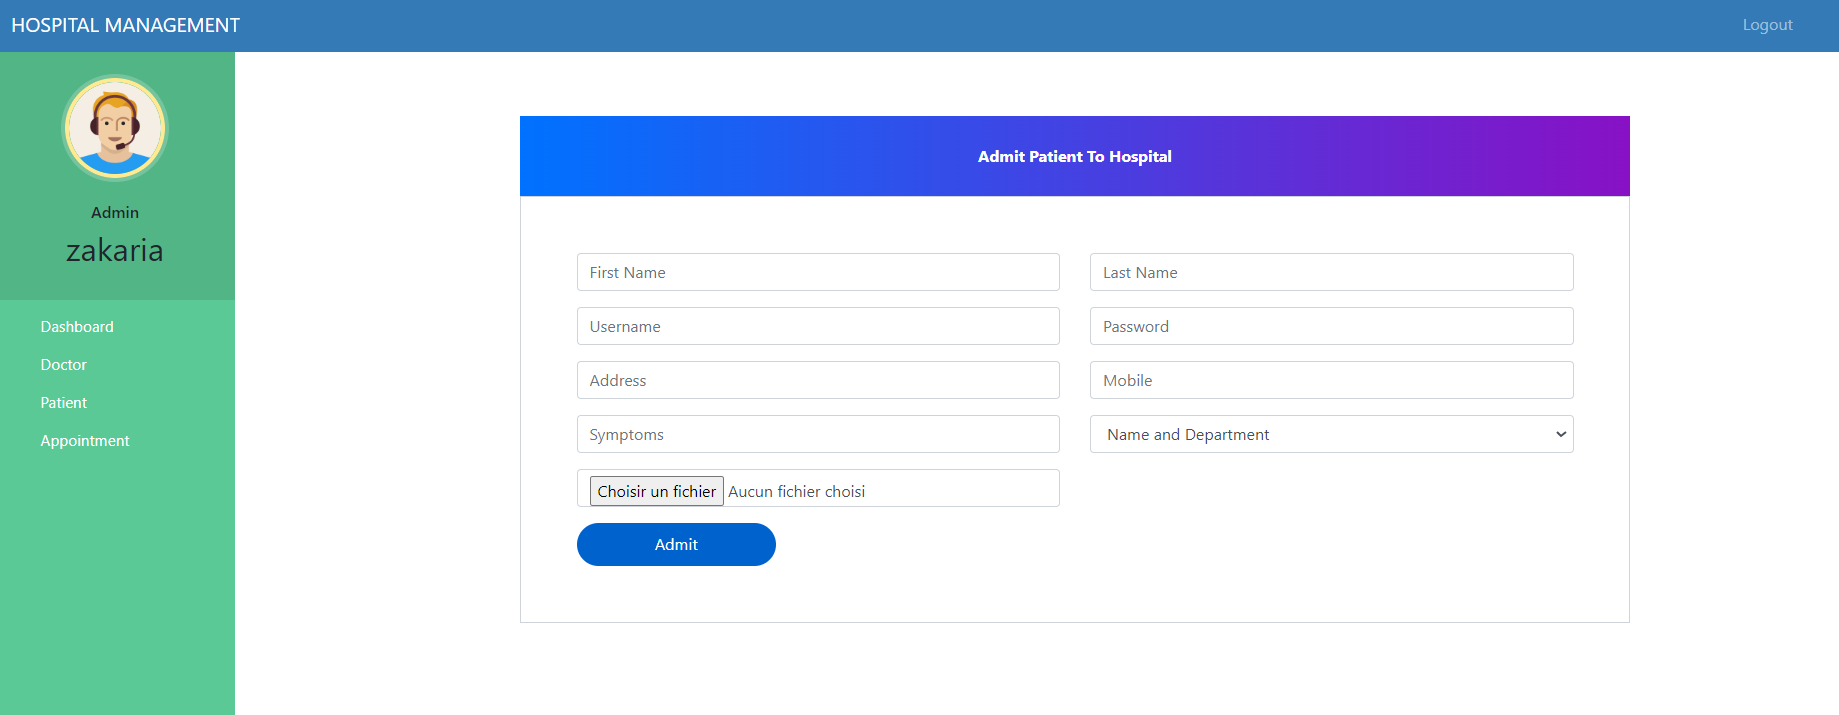 HOSPITAL MANAGEMENT
Logout
Admin
zakaria
Dashboard
Doctor
Patient
Appointment
Admit Patient To Hospital
First Name
Last Name
Username
Password
Address
Mobile
Symptoms
Name and Department
Choisir un fichier Aucun fichier choisi
Admit